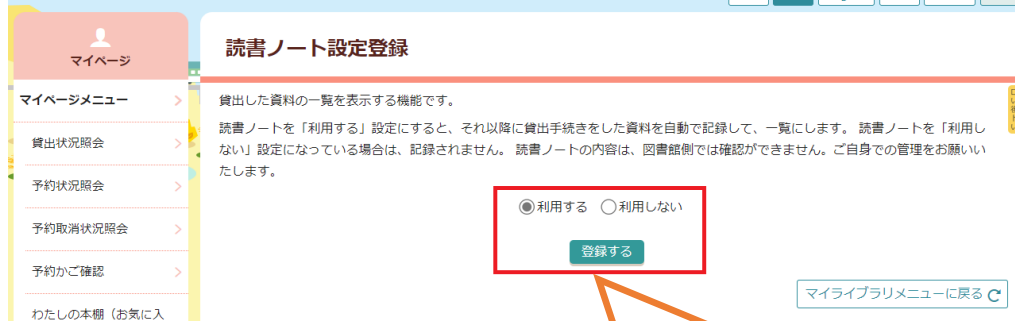 マイページ
読書ノート設定登録
マイページメニュー
貸出した資料の一覧を表示する機能です。
読書ノートを「利用する」設定にすると、それ以降に貸出手続きをした資料を自動で記録して、一覧にします。 読書ノートを「利用し
貸出状況照会
ない」設定になっている場合は、記録されません。 読書ノートの内容は、図書館側では確認ができません。ご自身での管理をお願いい
たします。
予約状況照会
利用する 利用しない
予約取消状況照会
登録する
予約かご確認
マイライブラリメニューに戻る
わたしの本棚（お気に入